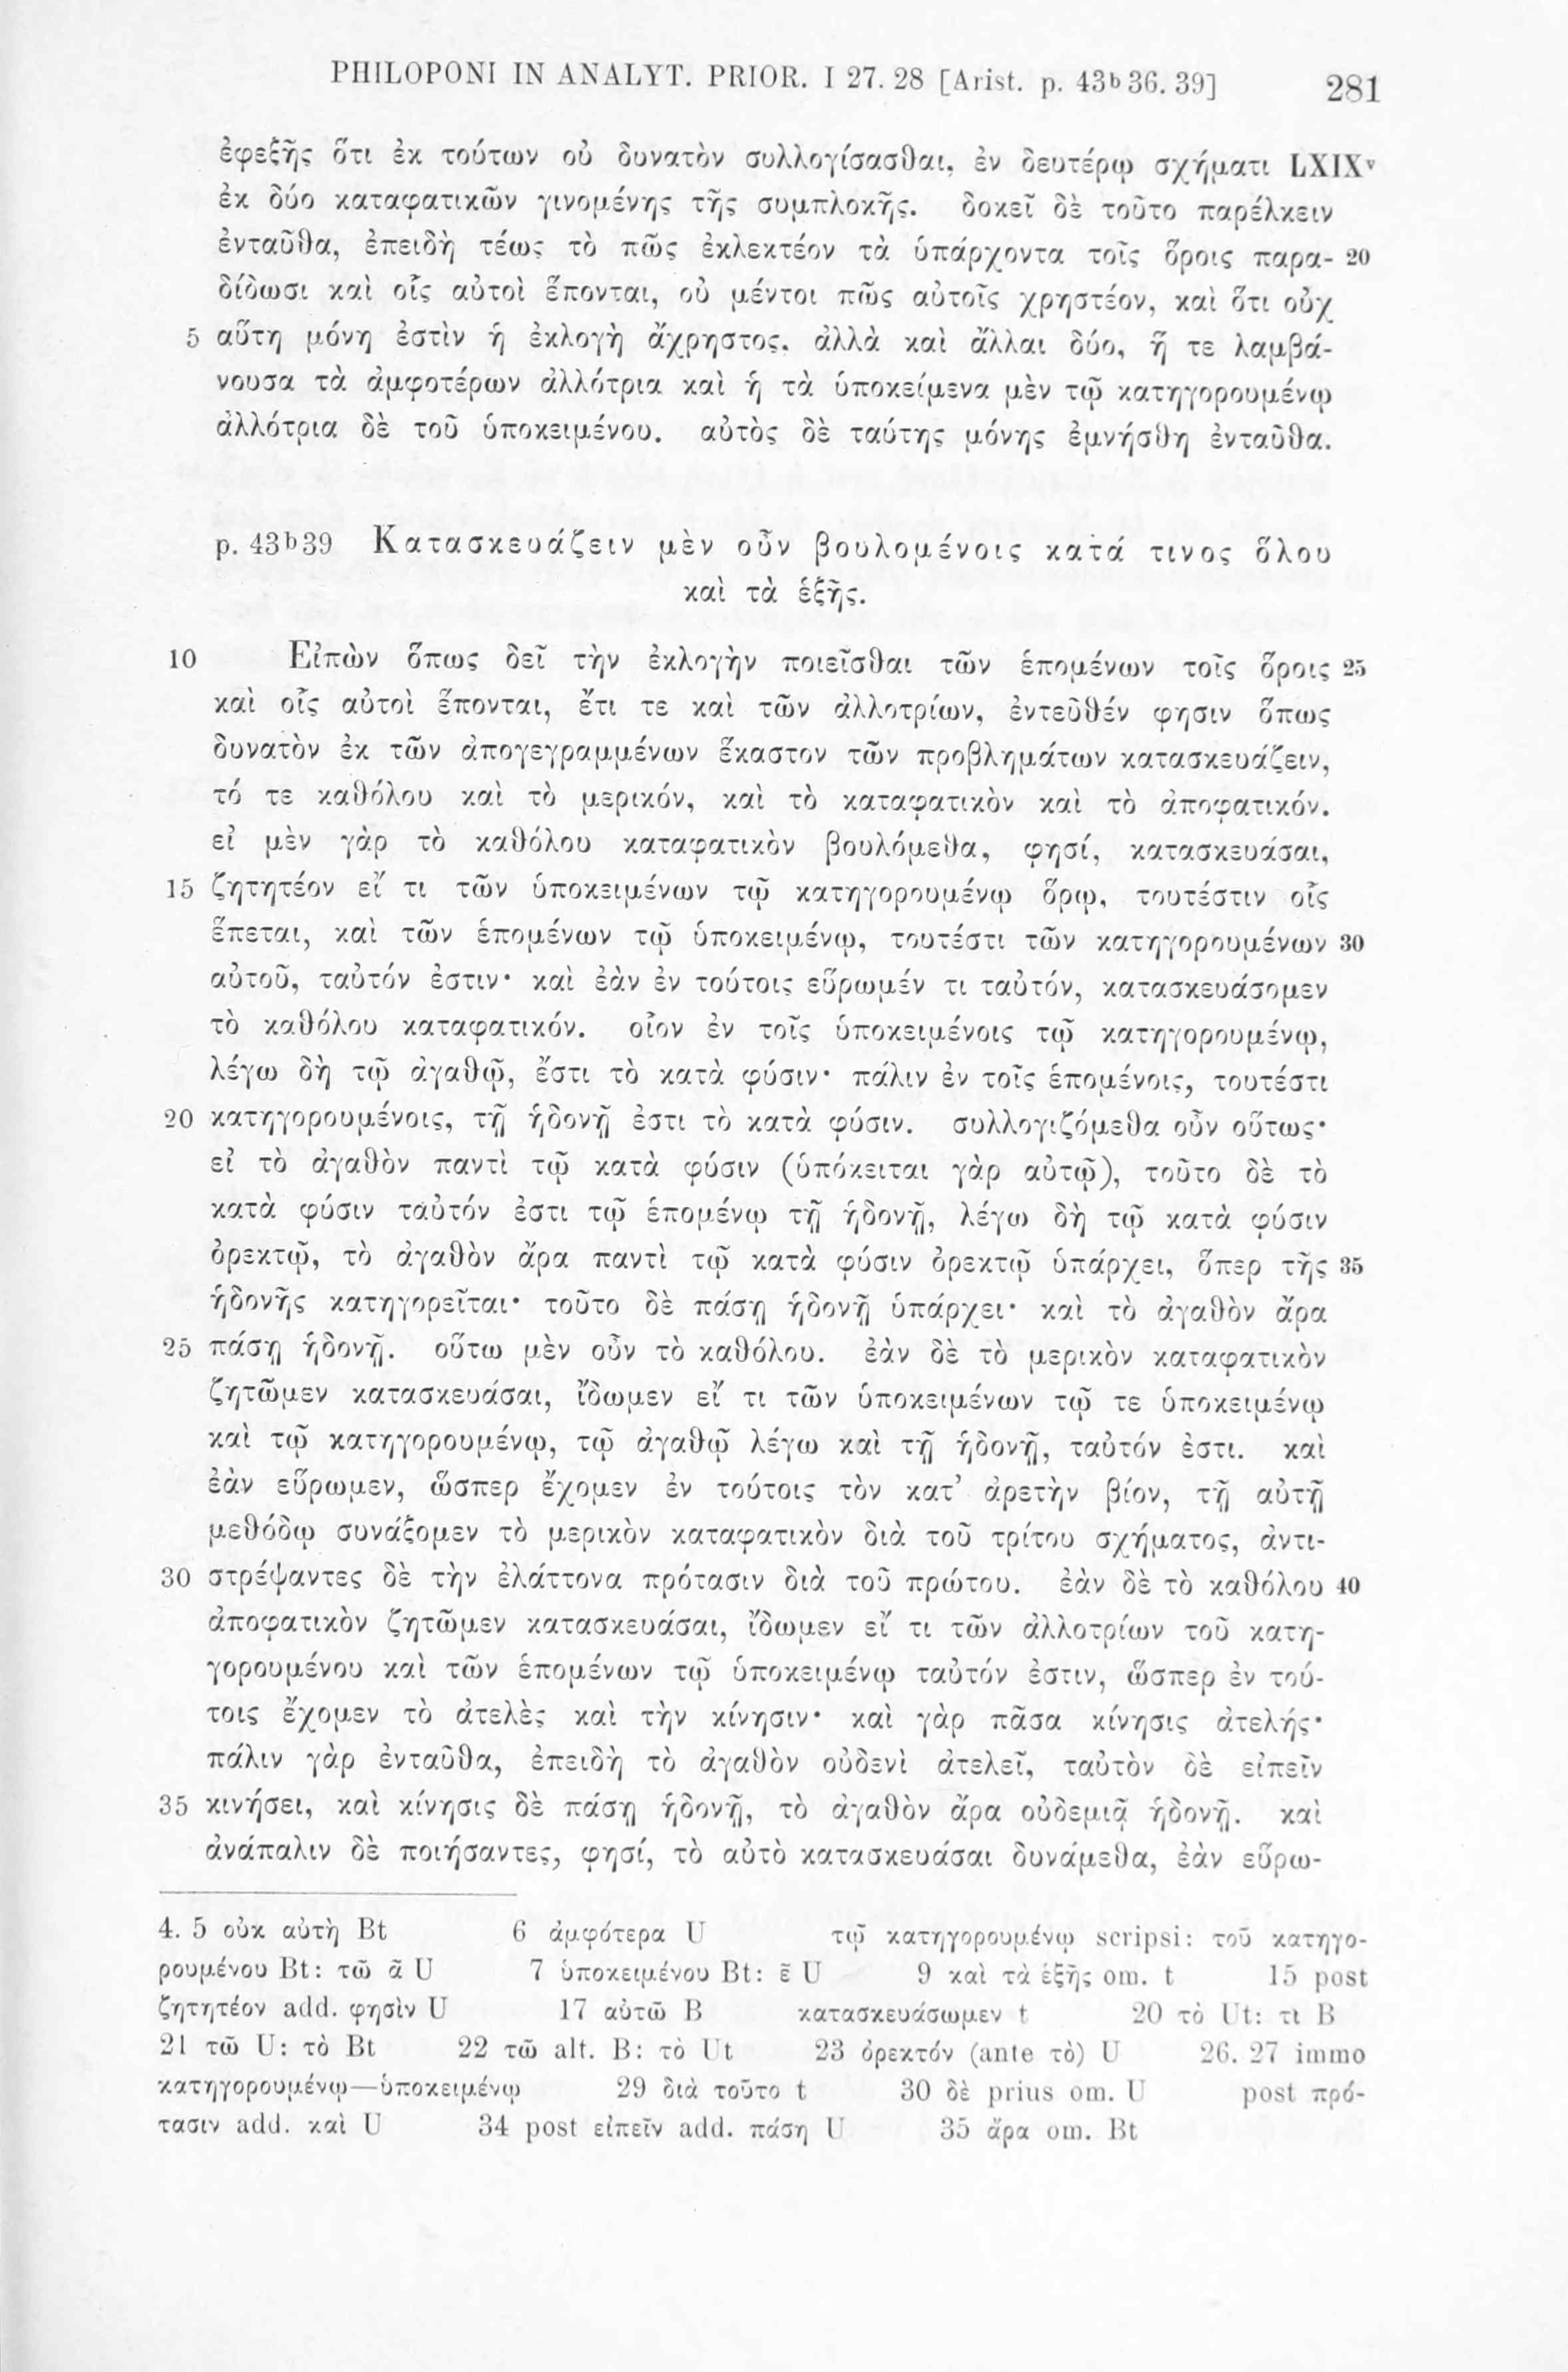 PHILOPONI IN ANALYT. PRIOR. I 27. 28 [Arist. p. 43b 36. 39] 281
ἐφεξῆς ὅτι ἐκ τούτων οὐ δυνατὸν συλλογίσασθαι, ἐν δευτέρῳ σχήματι LXIXv
ἐκ δύο καταφατικῶν γινομένης τῆς συμπλοκῆς. δοκεῖ δὲ τοῦτο παρέλκειν
ἐνταῦθα, ἐπειδὴ τέως τὸ πῶς ἐκλεκτέον τὰ ὑπάρχοντα τοῖς ὅροις παρα- 20
δίδωσι καὶ οἷς αὐτοὶ ἕπονται, οὐ μέντοι πῶς αὐτοῖς χρηστέον, καὶ ὅτι οὐχ
5 αὕτη μόνη ἐστὶν ἡ ἐκλογὴ ἄχρηστος, ἀλλὰ καὶ ἄλλαι δύο, ἥ τε λαμβά-
νουσα τὰ ἀμφοτέρων ἀλλότρια καὶ ἡ τὰ ὑποκείμενα μὲν τῷ κατηγορουμένῳ
ἀλλότρια δὲ τοῦ ὑποκειμένου. αὐτὸς δὲ ταύτης μόνης ἐμνήσθη ἐνταῦθα.
p. 43b39 Κατασκευάζειν μὲν οὖν βουλομένοις κατά τινος ὅλου
καὶ τὰ ἑξῆς.
10 Εἰπὼν ὅπως δεῖ τὴν ἐκλογὴν ποιεῖσθαι τῶν ἑπομένων τοῖς ὅροις 25
καὶ οἷς αὐτοὶ ἕπονται, ἔτι τε καὶ τῶν ἀλλοτρίων, ἐντεῦθέν φησιν ὅπως
δυνατὸν ἐκ τῶν ἀπογεγραμμένων ἕκαστον τῶν προβλημάτων κατασκευάζειν,
τό τε καθόλου καὶ τὸ μερικόν, καὶ τὸ καταφατικὸν καὶ τὸ ἀποφατικόν.
εἰ μὲν γὰρ τὸ καθόλου καταφατικὸν βουλόμεθα, φησί, κατασκευάσαι,
15 ζητητέον εἴ τι τῶν ὑποκειμένων τῷ κατηγορουμένῳ ὅρῳ, τουτέστιν οἷς
ἕπεται, καὶ τῶν ἑπομένων τῷ ὑποκειμένῳ, τουτέστι τῶν κατηγορουμένων 30
αὐτοῦ, ταὐτόν ἐστιν· καὶ ἐὰν ἐν τούτοις εὕρωμέν τι ταὐτόν, κατασκευάσομεν
τὸ καθόλου καταφατικόν. οἷον ἐν τοῖς ὑποκειμένοις τῷ κατηγορουμένῳ,
λέγω δὴ τῷ ἀγαθῷ, ἔστι τὸ κατὰ φύσιν· πάλιν ἐν τοῖς ἑπομένοις, τουτέστι
20 κατηγορουμένοις, τῇ ἡδονῇ ἐστι τὸ κατὰ φύσιν. συλλογιζόμεθα οὖν οὕτως·
εἰ τὸ ἀγαθὸν παντὶ τῷ κατὰ φύσιν (ὑπόκειται γὰρ αὐτῷ), τοῦτο δὲ τὸ
κατὰ φύσιν ταὐτόν ἐστι τῷ ἑπομένῳ τῇ ἡδονῇ, λέγω δὴ τῷ κατὰ φύσιν
ὀρεκτῷ, τὸ ἀγαθὸν ἄρα παντὶ τῷ κατὰ φύσιν ὀρεκτῷ ὑπάρχει, ὅπερ τῆς 35
ἡδονῆς κατηγορεῖται· τοῦτο δὲ πάσῃ ἡδονῇ ὑπάρχει· καὶ τὸ ἀγαθὸν ἄρα
25 πάσῃ ἡδονῇ. οὕτω μὲν οὖν τὸ καθόλου. ἐὰν δὲ τὸ μερικὸν καταφατικὸν
ζητῶμεν κατασκευάσαι, ἴδωμεν εἴ τι τῶν ὑποκειμένων τῷ τε ὑποκειμένῳ
καὶ τῷ κατηγορουμένῳ, τῷ ἀγαθῷ λέγω καὶ τῇ ἡδονῇ, ταὐτόν ἐστι. καὶ
ἐὰν εὕρωμεν, ὥσπερ ἔχομεν ἐν τούτοις τὸν κατ’ ἀρετὴν βίον, τῇ αὐτῇ
μεθόδῳ συνάξομεν τὸ μερικὸν καταφατικὸν διὰ τοῦ τρίτου σχήματος, ἀντι-
30 στρέψαντες δὲ τὴν ἐλάττονα πρότασιν διὰ τοῦ πρώτου. ἐὰν δὲ τὸ καθόλου 40
ἀποφατικὸν ζητῶμεν κατασκευάσαι, ἴδωμεν εἴ τι τῶν ἀλλοτρίων τοῦ κατη-
γορουμένου καὶ τῶν ἑπομένων τῷ ὑποκειμένῳ ταὐτόν ἐστιν, ὥσπερ ἐν τού-
τοις ἔχομεν τὸ ἀτελὲς καὶ τὴν κίνησιν· καὶ γὰρ πᾶσα κίνησις ἀτελής·
πάλιν γὰρ ἐνταῦθα, ἐπειδὴ τὸ ἀγαθὸν οὐδενὶ ἀτελεῖ, ταὐτὸν δὲ εἰπεῖν
35 κινήσει, καὶ κίνησις δὲ πάσῃ ἡδονῇ, τὸ ἀγαθὸν ἄρα οὐδεμιᾷ ἡδονῇ. καὶ
ἀνάπαλιν δὲ ποιήσαντες, φησί, τὸ αὐτὸ κατασκευάσαι δυνάμεθα, ἐὰν εὕρω-
4. 5 οὐκ αὐτὴ Bt 6 ἀμφότερα U τῷ κατηγορουμένῳ scripsi: τοῦ κατηγο-
ρουμένου Bt: τῶ ᾱ U 7 ὑποκειμένου Bt: ε̄ U 9 καὶ τὰ ἑξῆς om. t 15 post
ζητητέον add. φησὶν U 17 αὐτῶ B κατασκευάσωμεν t 20 τὸ Ut: τι B
21 τῶ U: τὸ Bt 22 τῶ alt. B: τὸ Ut 23 ὀρεκτόν (ante τὸ) U 26. 27 immo
κατηγορουμένῳ—ὑποκειμένῳ 29 διὰ τοῦτο t 30 δὲ prius om. U post πρό-
τασιν add. καὶ U 34 post εἰπεῖν add. πάση U 35 ἄρα om. Bt